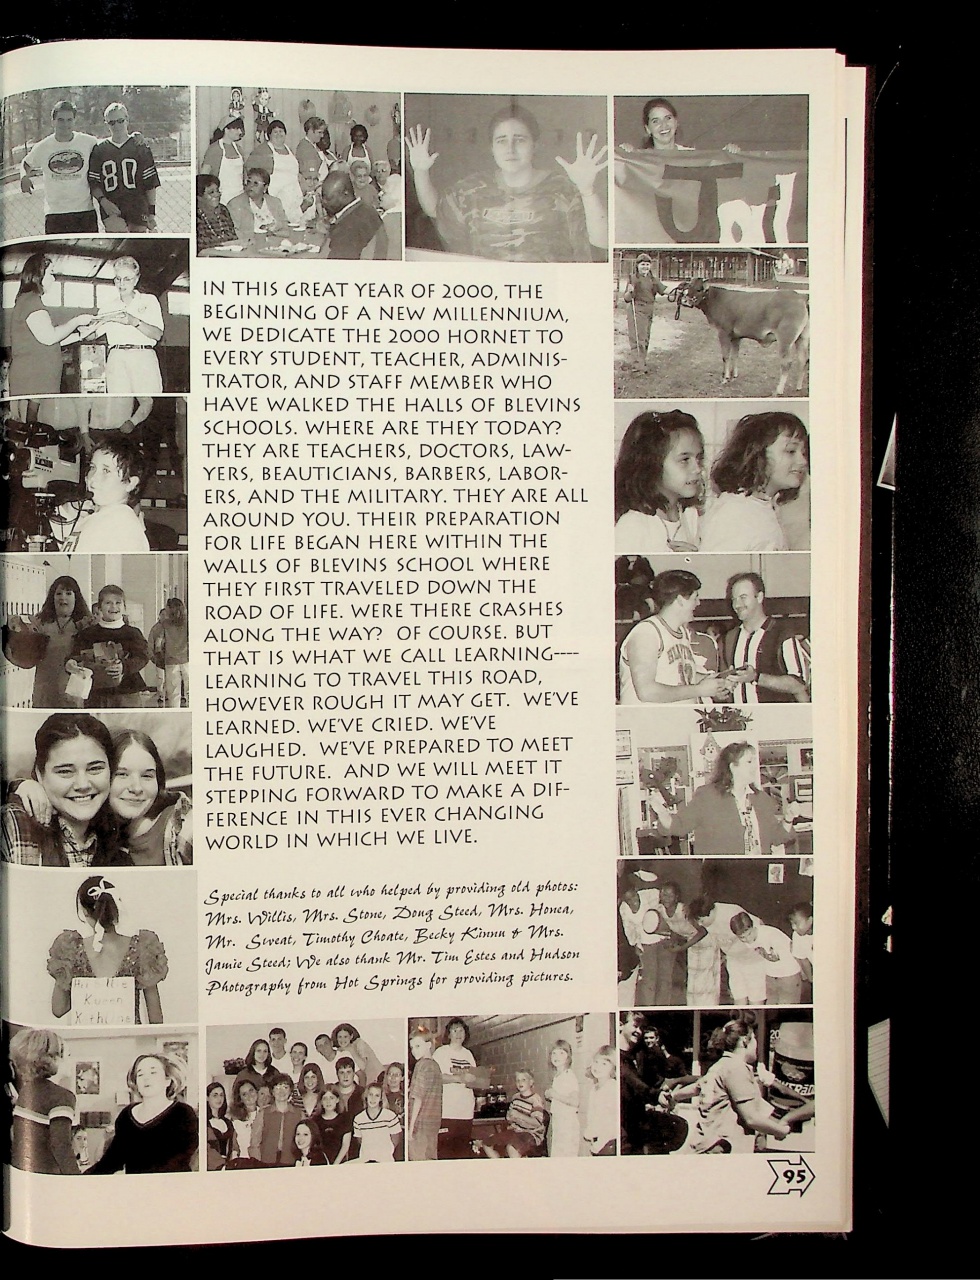 80
IN THIS GREAT YEAR OF 2000, THE
BEGINNING OF A NEW MILLENNIUM,
WE DEDICATE THE 2000 HORNET TO
EVERY STUDENT, TEACHER, ADMINIS-
TRATOR, AND STAFF MEMBER WHO
HAVE WALKED THE HALLS OF BLEVINS
SCHOOLS. WHERE ARE THEY TODAY?
THEY ARE TEACHERS, DOCTORS, LAW-
YERS, BEAUTICIANS, BARBERS, LABOR-
ERS, AND THE MILITARY. THEY ARE ALL
AROUND YOU. THEIR PREPARATION
FOR LIFE BEGAN HERE WITHIN THE
WALLS OF BLEVINS SCHOOL WHERE
THEY FIRST TRAVELED DOWN THE
ROAD OF LIFE. WERE THERE CRASHES
ALONG THE WAY?  OF COURSE. BUT
THAT IS WHAT WE CALL LEARNING----
LEARNING TO TRAVEL THIS ROAD,
HOWEVER ROUGH IT MAY GET.  WE'VE
LEARNED. WE'VE CRIED. WE'VE
LAUGHED.  WE'VE PREPARED TO MEET
THE FUTURE.  AND WE WILL MEET IT
STEPPING FORWARD TO MAKE A DIF-
FERENCE IN THIS EVER CHANGING
WORLD IN WHICH WE LIVE.
Special thanks to all who helped by providing old photos:
Mrs. Willis, Mrs. Stone, Doug Steed, Mrs. Honea,
Mr. Sweat, Timothy Choate, Becky Kinnu & Mrs.
Jamie Steed; We also thank Mr. Tim Estes and Hudson
Photography from Hot Springs for providing pictures.
95